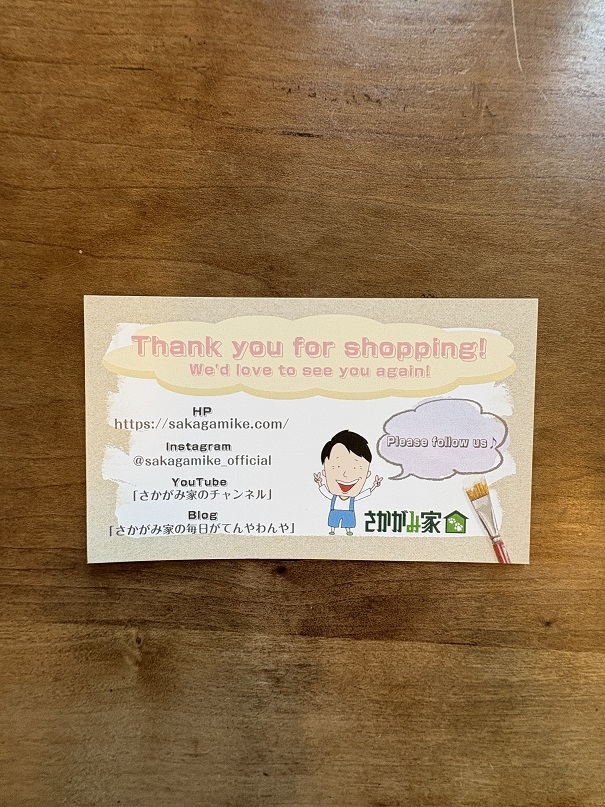 Thank you for shopping!
We'd love to see you again!
HP
https://sakagamike.com/
Instagram
@sakagamike_official
YouTube
「さかがみ家のチャンネル」
Blog
「さかがみ家の毎日がてんやわんや」
Please follow us♪
さかがみ家